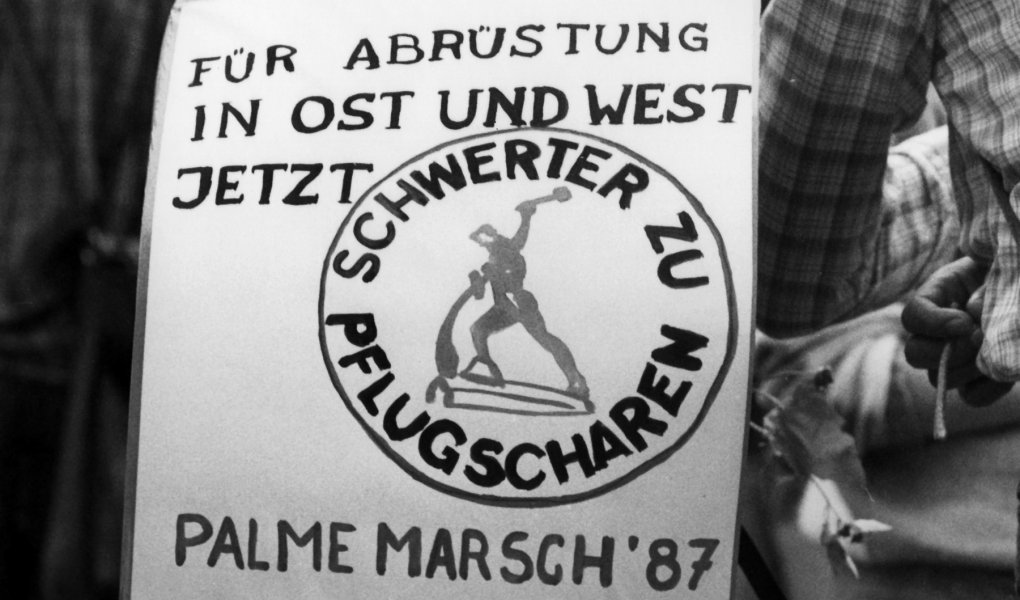 FÜR ABRÜSTUNG
IN OST UND WEST
JETZT
SCHWERTER ZU
PFLUGSCHAREN
PALME MARSCH '87